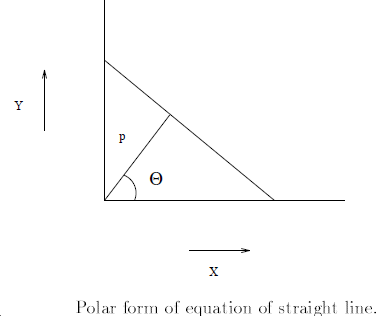 Y
p
Θ
X
Polar form of equation of straight line.